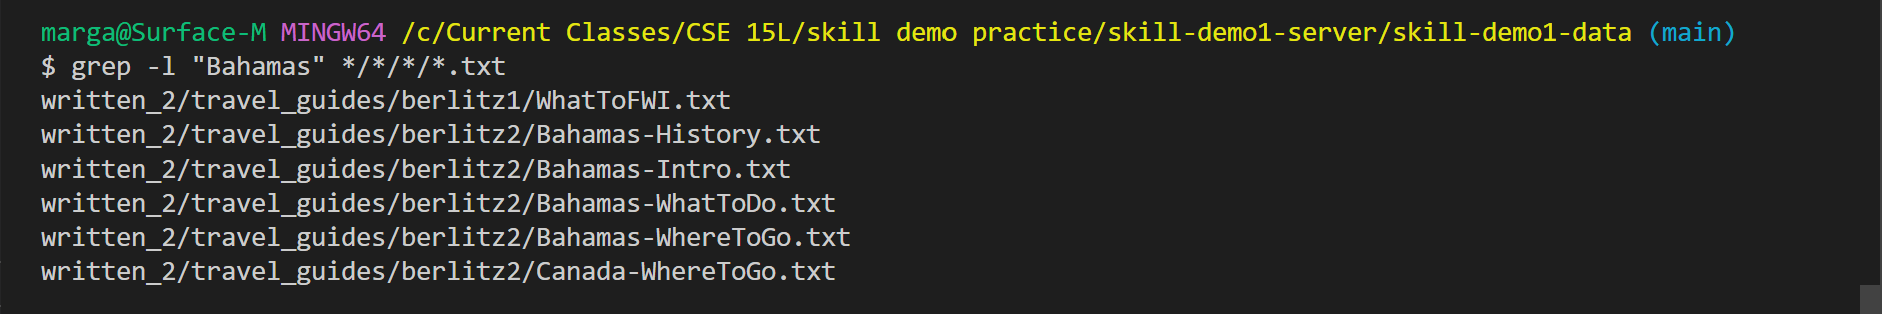 marga@Surface-M MINGW64 /c/Current Classes/CSE 15L/skill demo practice/skill-demo1-server/skill-demo1-data (main)
$ grep -l "Bahamas" */*/*/*.txt
written_2/travel_guides/berlitz1/WhatToFWI.txt
written_2/travel_guides/berlitz2/Bahamas-History.txt
written_2/travel_guides/berlitz2/Bahamas-Intro.txt
written_2/travel_guides/berlitz2/Bahamas-WhatToDo.txt
written_2/travel_guides/berlitz2/Bahamas-WhereToGo.txt
written_2/travel_guides/berlitz2/Canada-WhereToGo.txt